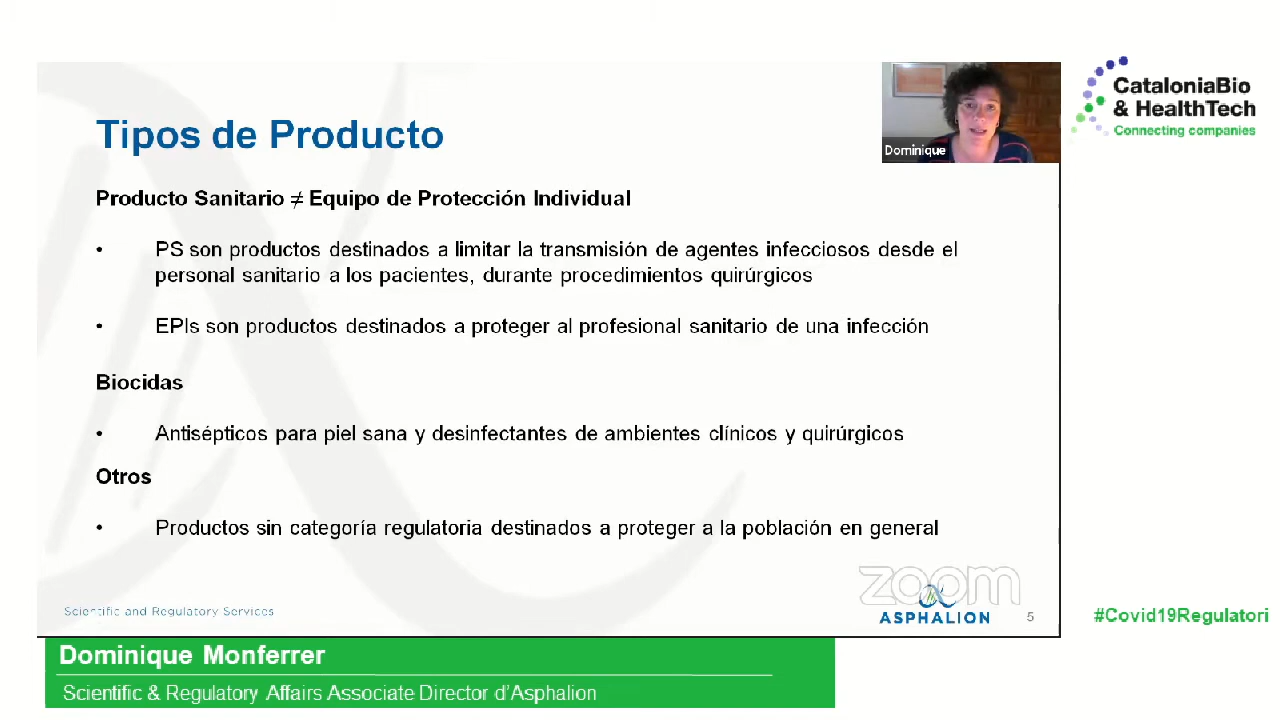 Tipos de Producto
Dominique
CataloniaBio
& HealthTech
Connecting companies
Producto Sanitario ≠ Equipo de Protección Individual
• PS son productos destinados a limitar la transmisión de agentes infecciosos desde el
personal sanitario a los pacientes, durante procedimientos quirúrgicos
• EPIs son productos destinados a proteger al profesional sanitario de una infección
Biocidas
• Antisépticos para piel sana y desinfectantes de ambientes clínicos y quirúrgicos
Otros
• Productos sin categoría regulatoria destinados a proteger a la población en general
zoom
Scientific and Regulatory Services
ASPHALION
5
#Covid19Regulatori
Dominique Monferrer
Scientific & Regulatory Affairs Associate Director d'Asphalion